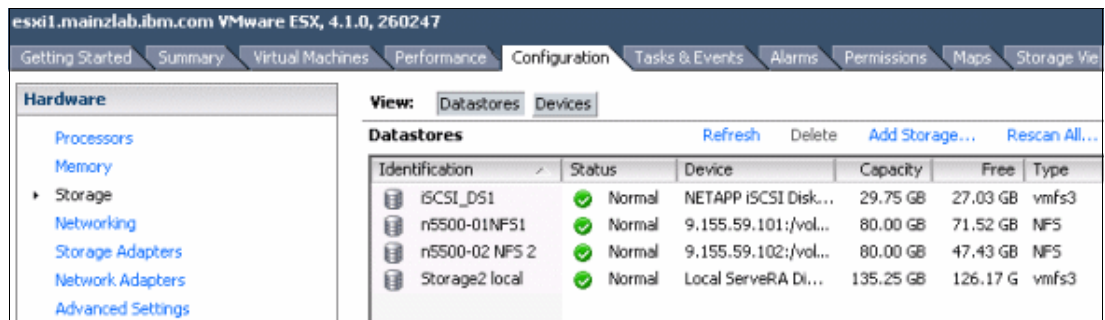 esxi1.mainzlab.ibm.com VMware ESX, 4.1.0, 260247
Getting Started Summary Virtual Machines Performance Configuration Tasks & Events Alarms Permissions Maps Storage Vie
Hardware
Processors
Memory
Storage
Networking
Storage Adapters
Network Adapters
Advanced Settings
View: Datastores Devices
Datastores Refresh Delete Add Storage... Rescan All...
Identification Status Device Capacity Free Type
iSCSI_DS1 Normal NETAPP iSCSI Disk... 29.75 GB 27.03 GB vmfs3
n5500-01NFS1 Normal 9.155.59.101:/vol... 80.00 GB 71.52 GB NFS
n5500-02 NFS 2 Normal 9.155.59.102:/vol... 80.00 GB 47.43 GB NFS
Storage2 local Normal Local ServeRA Di... 135.25 GB 126.17 G vmfs3